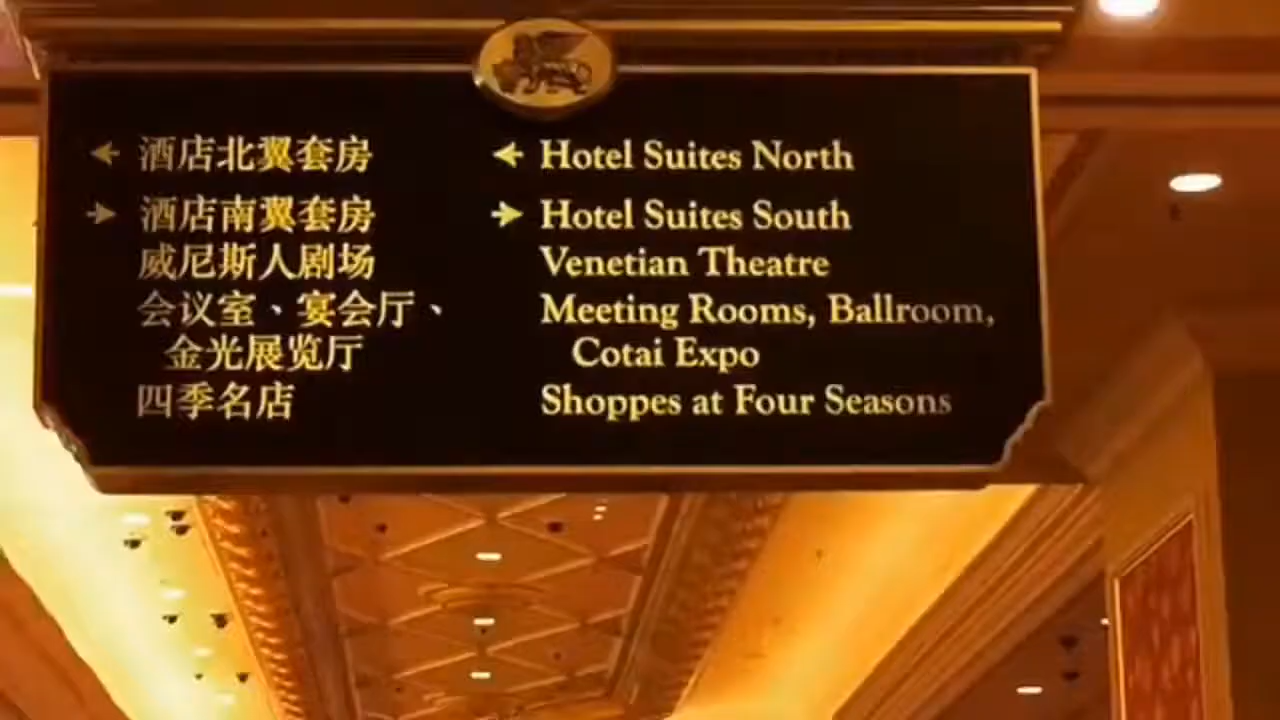 ← 酒店北翼套房
→ 酒店南翼套房
威尼斯人剧场
会议室、宴会厅、
金光展览厅
四季名店
← Hotel Suites North
→ Hotel Suites South
Venetian Theatre
Meeting Rooms, Ballroom,
Cotai Expo
Shoppes at Four Seasons